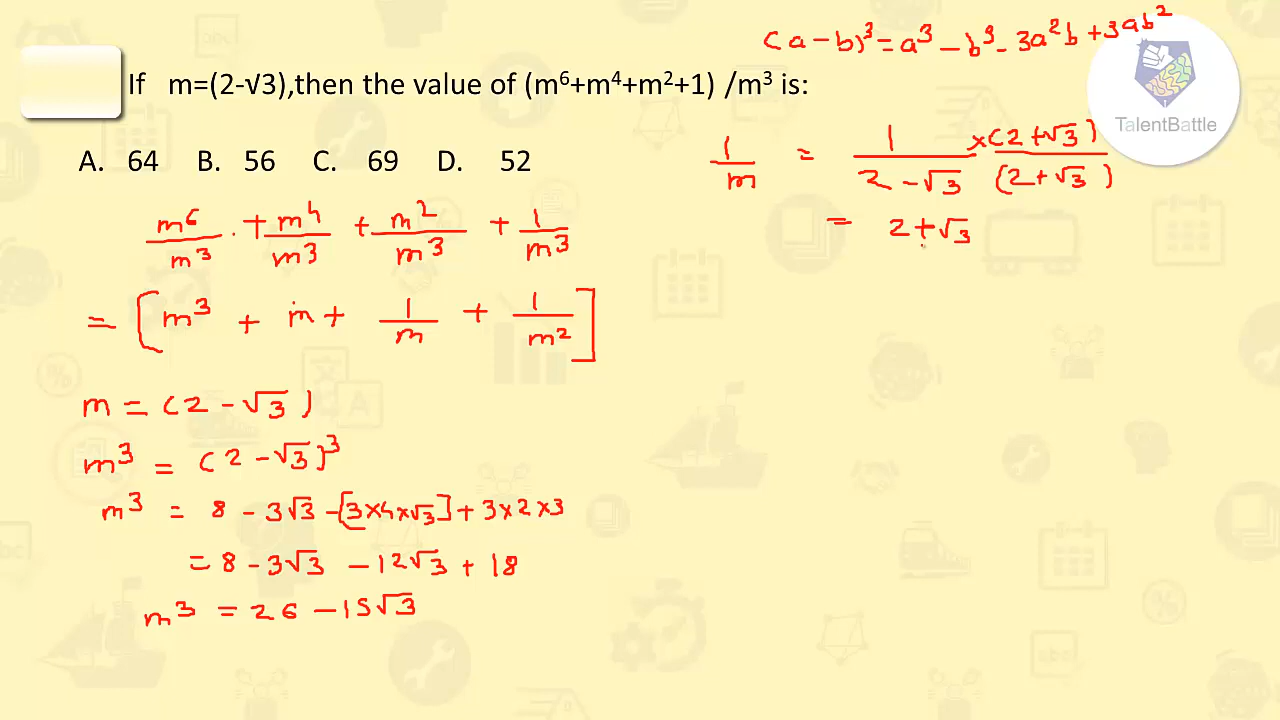 (a-b)³=a³-b³-3a²b+3ab²
If m=(2-√3),then the value of (m⁶+m⁴+m²+1) /m³ is:
TalentBattle
A. 64 B. 56 C. 69 D. 52
1/m = 1/(2-√3) ×(2+√3)/(2+√3)
= 2+√3
m⁶/m³ + m⁴/m³ + m²/m³ + 1/m³
= [m³ + m + 1/m + 1/m²]
m = (2-√3)
m³ = (2-√3)³
m³ = 8 - 3√3 - [3×4×√3] + 3×2×3
= 8 - 3√3 - 12√3 + 18
m³ = 26 - 15√3